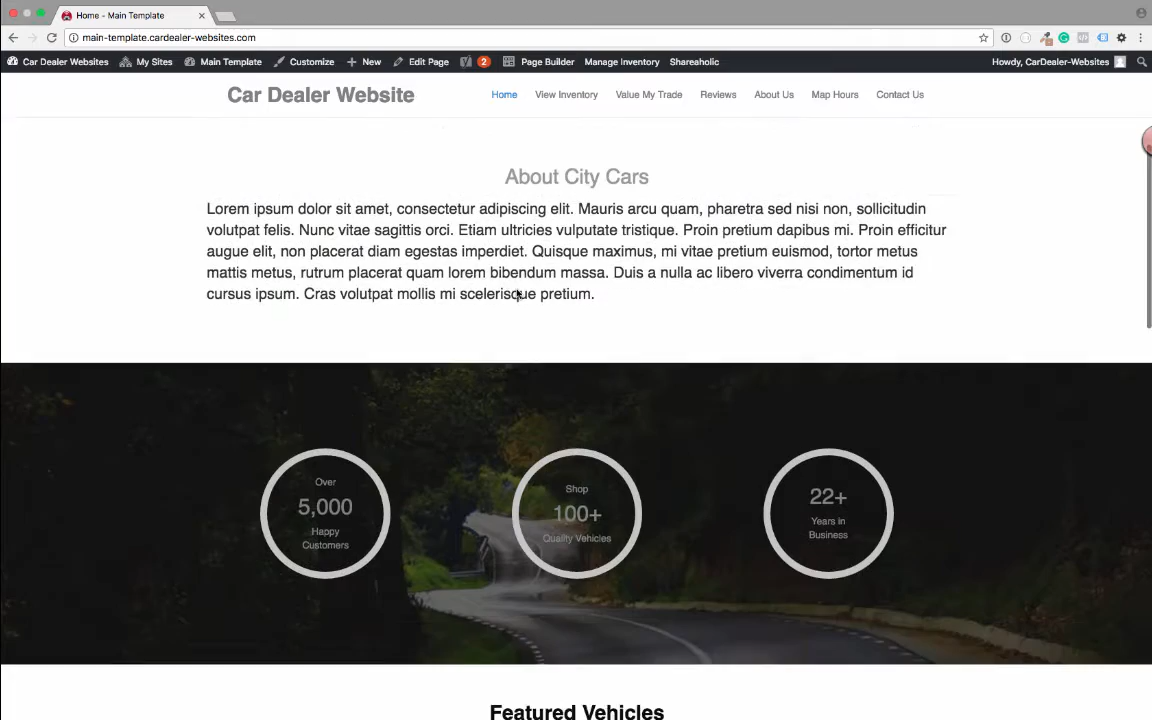 Home - Main Template
main-template.cardealer-websites.com
Car Dealer Websites My Sites Main Template Customize New Edit Page 2 Page Builder Manage Inventory Shareaholic Howdy, CarDealer-Websites
Car Dealer Website Home View Inventory Value My Trade Reviews About Us Map Hours Contact Us
About City Cars
Lorem ipsum dolor sit amet, consectetur adipiscing elit. Mauris arcu quam, pharetra sed nisi non, sollicitudin
volutpat felis. Nunc vitae sagittis orci. Etiam ultricies vulputate tristique. Proin pretium dapibus mi. Proin efficitur
augue elit, non placerat diam egestas imperdiet. Quisque maximus, mi vitae pretium euismod, tortor metus
mattis metus, rutrum placerat quam lorem bibendum massa. Duis a nulla ac libero viverra condimentum id
cursus ipsum. Cras volutpat mollis mi scelerisque pretium.
Over
5,000
Happy
Customers
Shop
100+
Quality Vehicles
22+
Years in
Business
Featured Vehicles